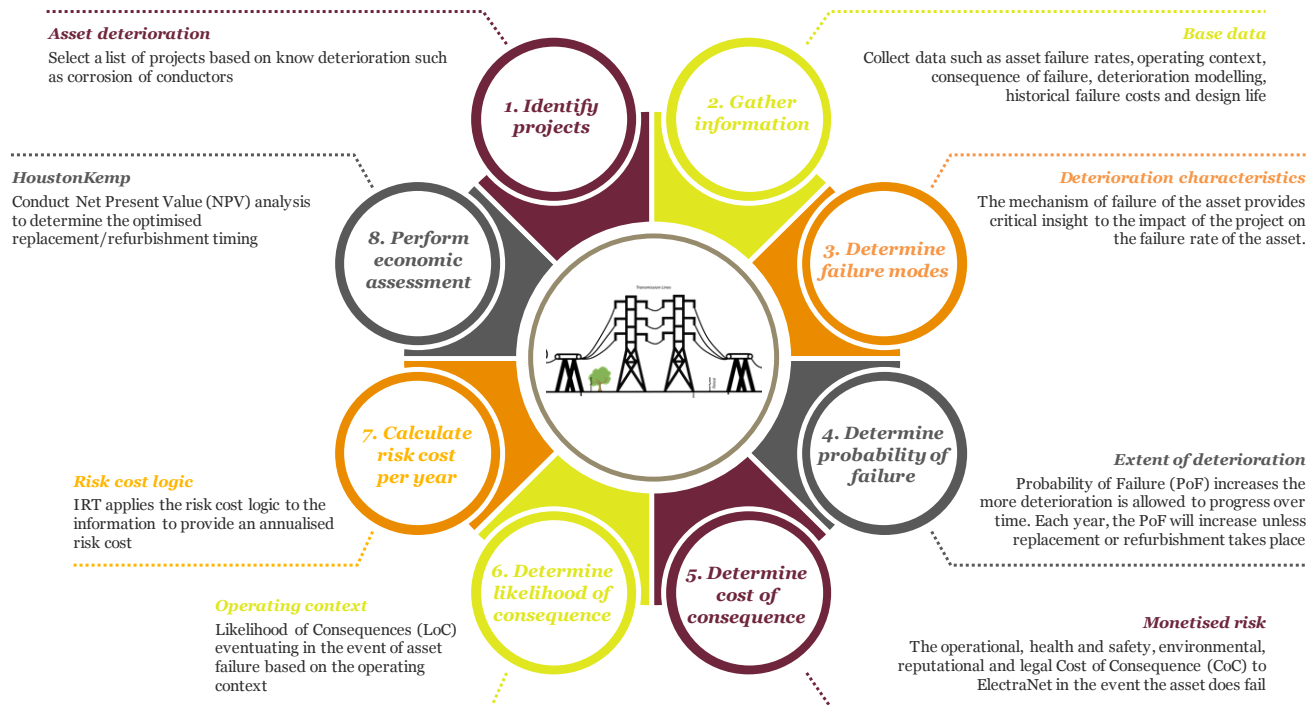 Asset deterioration
Select a list of projects based on know deterioration such
as corrosion of conductors
1. Identify
projects
Base data
Collect data such as asset failure rates, operating context,
consequence of failure, deterioration modelling,
historical failure costs and design life
2. Gather
information
Deterioration characteristics
The mechanism of failure of the asset provides
critical insight to the impact of the project on
the failure rate of the asset.
3. Determine
failure modes
Extent of deterioration
Probability of Failure (PoF) increases the
more deterioration is allowed to progress over
time. Each year, the PoF will increase unless
replacement or refurbishment takes place
4. Determine
probability of
failure
Monetised risk
The operational, health and safety, environmental,
reputational and legal Cost of Consequence (CoC) to
ElectraNet in the event the asset does fail
5. Determine
cost of
consequence
Operating context
Likelihood of Consequences (LoC)
eventuating in the event of asset
failure based on the operating
context
6. Determine
likelihood of
consequence
Risk cost logic
IRT applies the risk cost logic to the
information to provide an annualised
risk cost
7. Calculate
risk cost
per year
HoustonKemp
Conduct Net Present Value (NPV) analysis
to determine the optimised
replacement/refurbishment timing
8. Perform
economic
assessment
Transmission Lines